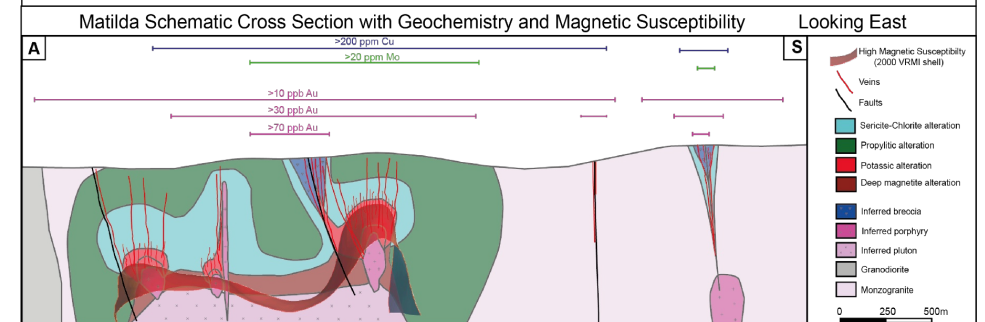 Matilda Schematic Cross Section with Geochemistry and Magnetic Susceptibility
Looking East
A
S
>200 ppm Cu
>20 ppm Mo
>10 ppb Au
>30 ppb Au
>70 ppb Au
High Magnetic Susceptibilty
(2000 VRMI shell)
Veins
Faults
Sericite-Chlorite alteration
Propylitic alteration
Potassic alteration
Deep magnetite alteration
Inferred breccia
Inferred porphyry
Inferred pluton
Granodiorite
Monzogranite
0 250 500m